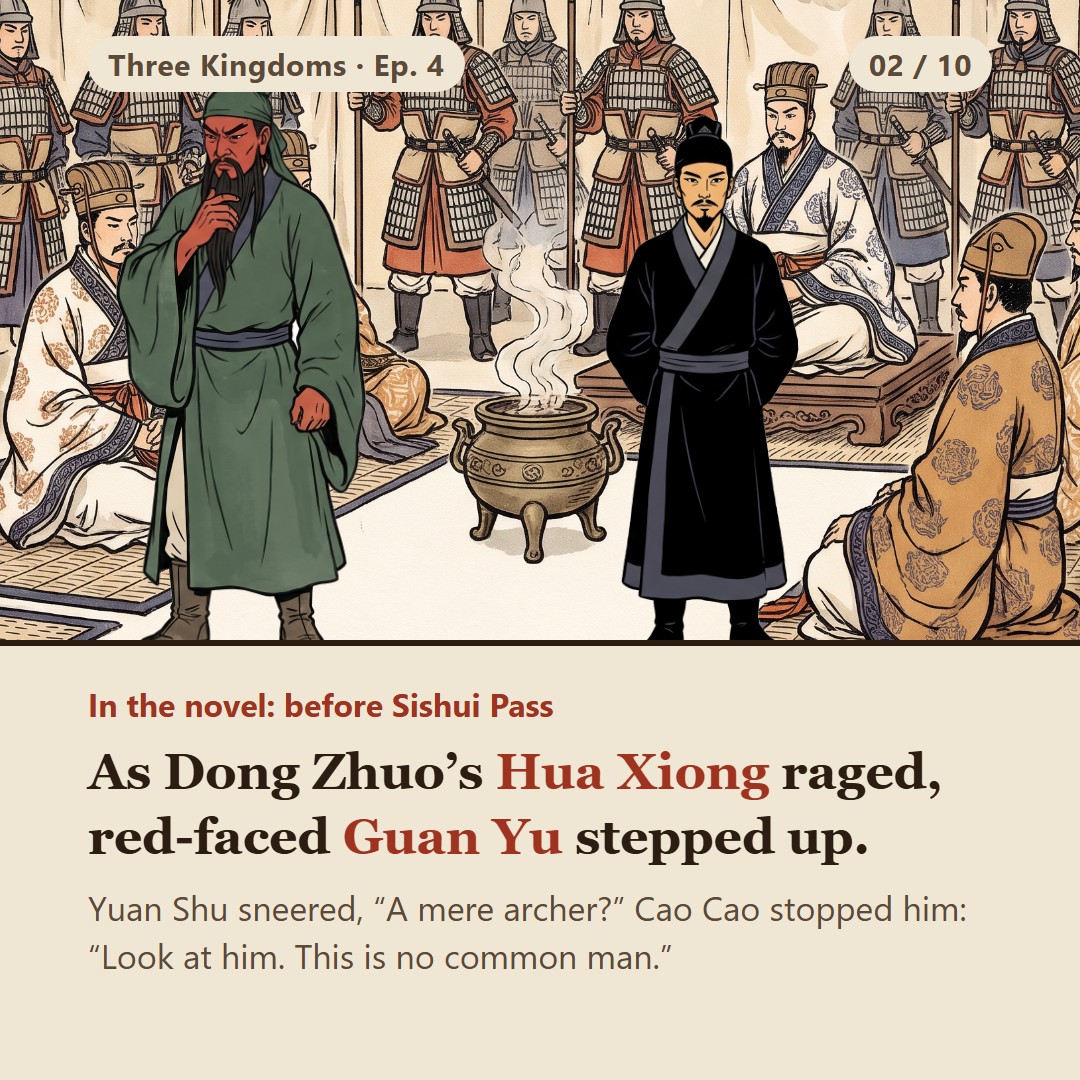 Three Kingdoms · Ep. 4
02 / 10
In the novel: before Sishui Pass
As Dong Zhuo’s Hua Xiong raged,
red-faced Guan Yu stepped up.
Yuan Shu sneered, “A mere archer?” Cao Cao stopped him:
“Look at him. This is no common man.”